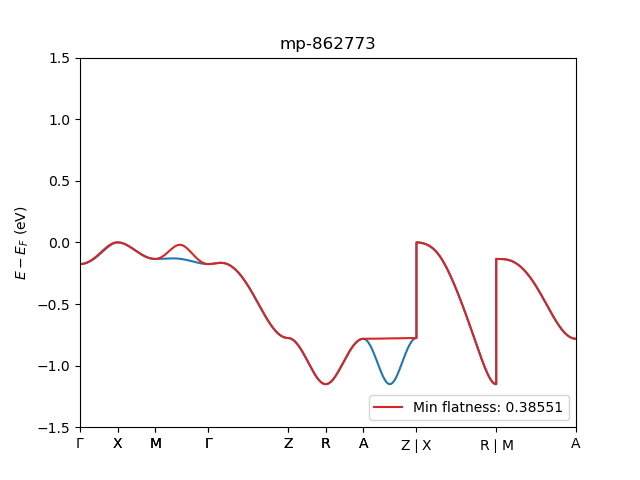 mp-862773
E − E_F (eV)
1.5
1.0
0.5
0.0
−0.5
−1.0
−1.5
Min flatness: 0.38551
Γ X M Γ Z R A Z | X R | M A